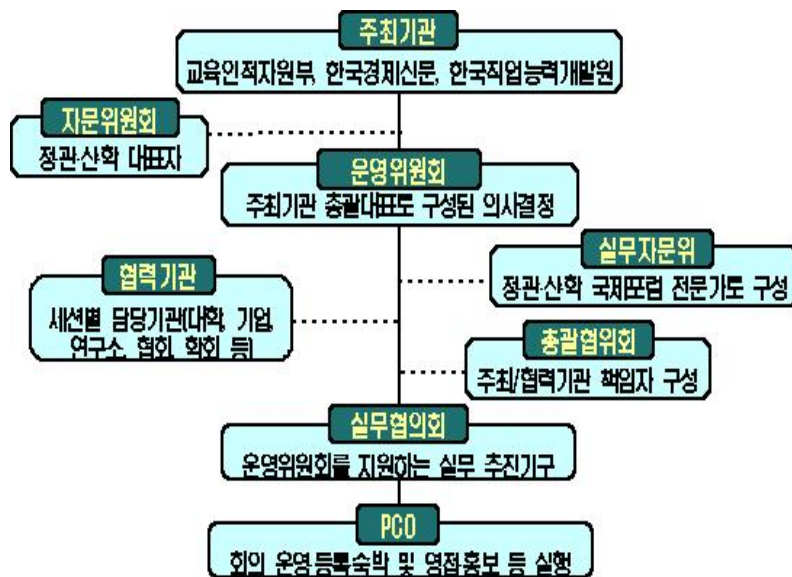 주최기관
교육인적자원부, 한국경제신문, 한국직업능력개발원
자문위원회
정관·산학 대표자
운영위원회
주최기관 총괄대표로 구성된 의사결정
실무자문위
정관·산학 국제포럼 전문가로 구성
협력기관
세션별 담당기관(대학, 기업,
연구소, 협회, 학회 등)
총괄협위회
주최/협력기관 책임자 구성
실무협의회
운영위원회를 지원하는 실무 추진기구
PCO
회의 운영·등록·숙박 및 영접·홍보 등 실행